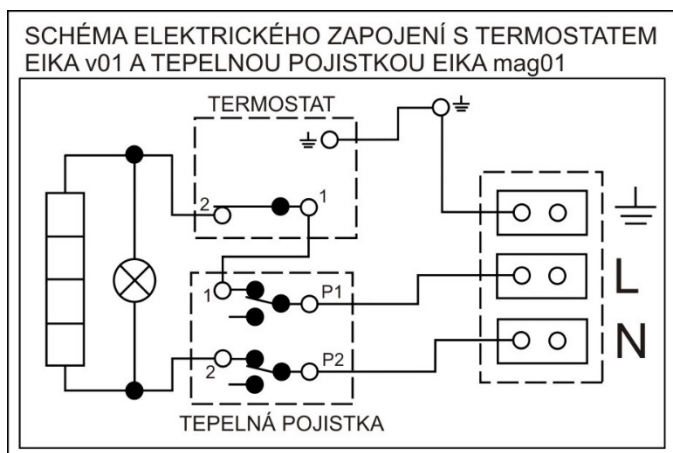 SCHÉMA ELEKTRICKÉHO ZAPOJENÍ S TERMOSTATEM
EIKA v01 A TEPELNOU POJISTKOU EIKA mag01
TERMOSTAT
2
1
L
1
P1
N
2
P2
TEPELNÁ POJISTKA